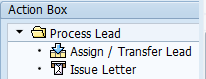 Action Box
Process Lead
Assign / Transfer Lead
Issue Letter